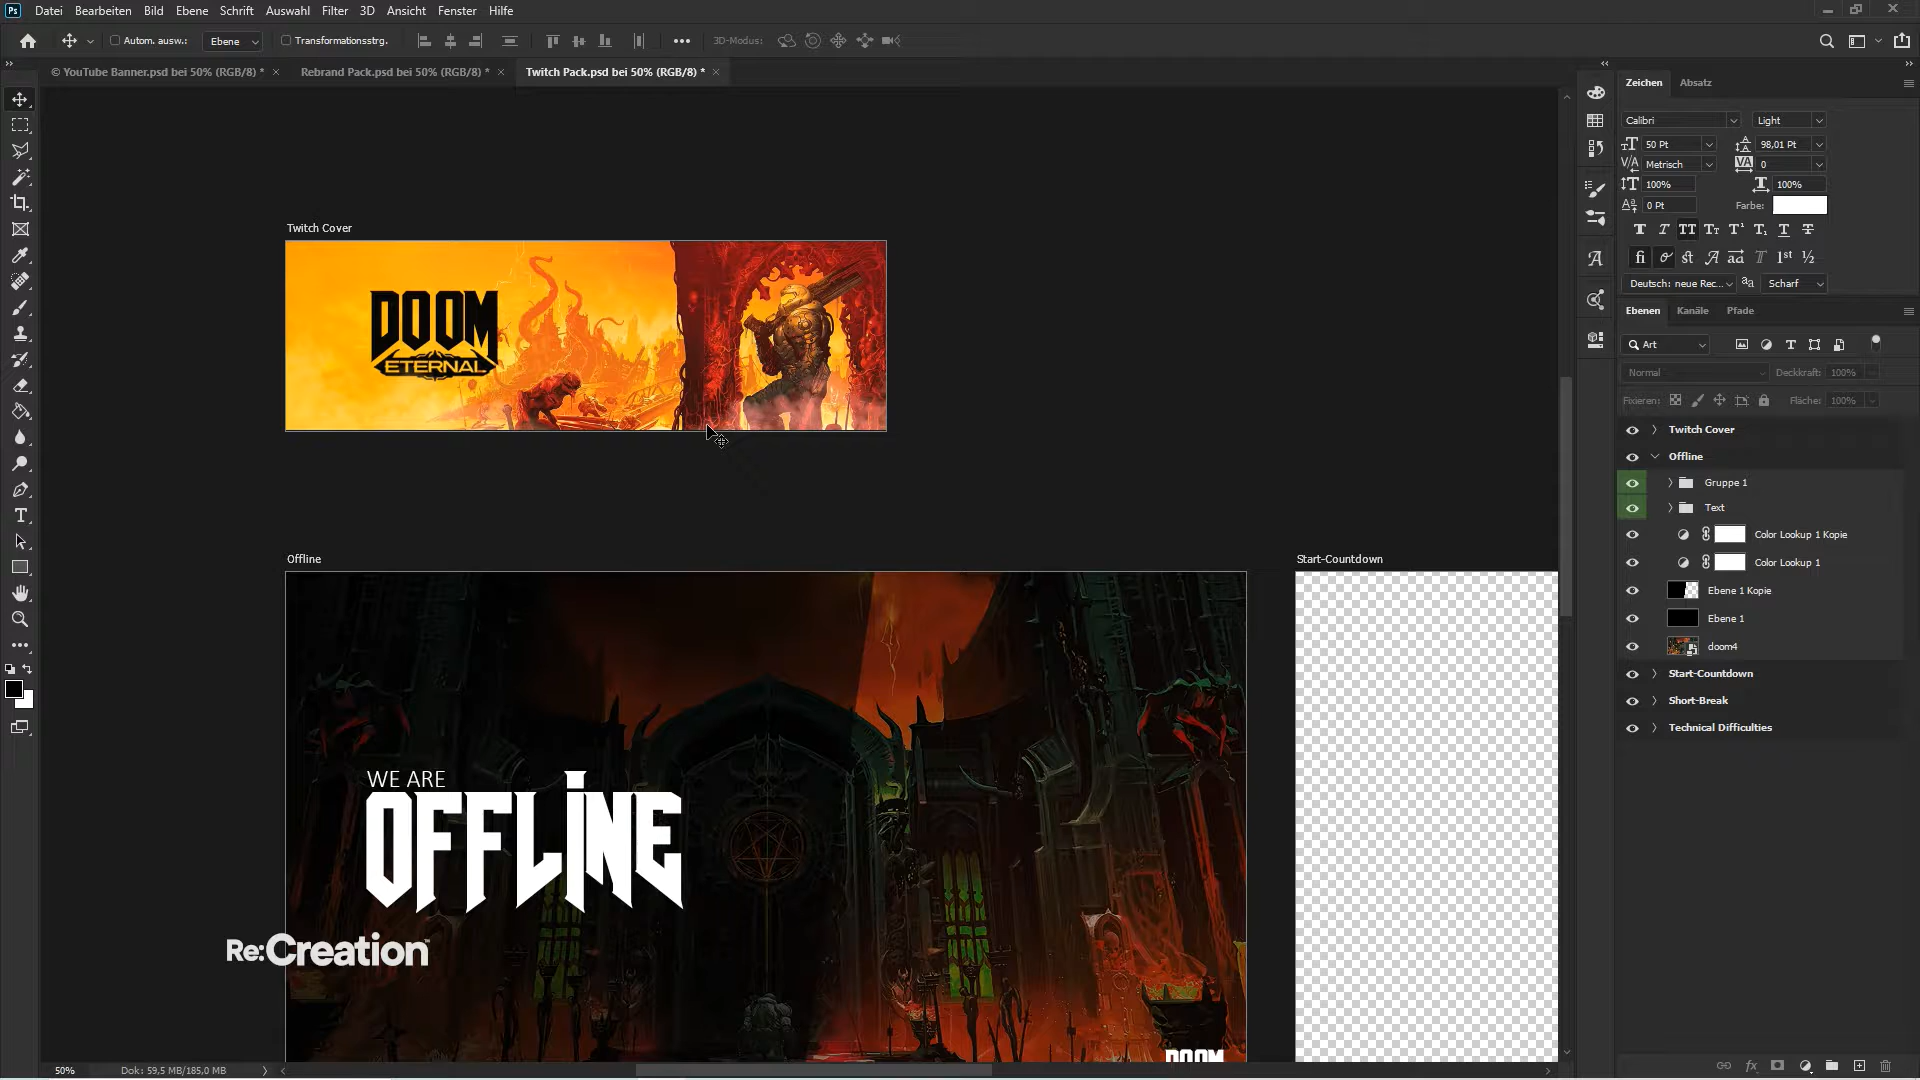 Ps Datei Bearbeiten Bild Ebene Schrift Auswahl Filter 3D Ansicht Fenster Hilfe
Autom. ausw.: Ebene Transformationsstrg. 3D-Modus:
© YouTube Banner.psd bei 50% (RGB/8) * × Rebrand Pack.psd bei 50% (RGB/8) * × Twitch Pack.psd bei 50% (RGB/8) * ×
Zeichen Absatz
Calibri Light
50 Pt 98,01 Pt
Metrisch 0
100% 100%
0 Pt Farbe:
Deutsch: neue Rec... Scharf
Ebenen Kanäle Pfade
Art
Normal Deckkraft: 100%
Fixieren: Fläche: 100%
Twitch Cover
Offline
Gruppe 1
Text
Color Lookup 1 Kopie
Color Lookup 1
Ebene 1 Kopie
Ebene 1
doom4
Start-Countdown
Short-Break
Technical Difficulties
Twitch Cover
DOOM
ETERNAL
Offline
Start-Countdown
WE ARE
OFFLINE
Re:Creation™
DOOM
50% Dok: 59,5 MB/185,0 MB